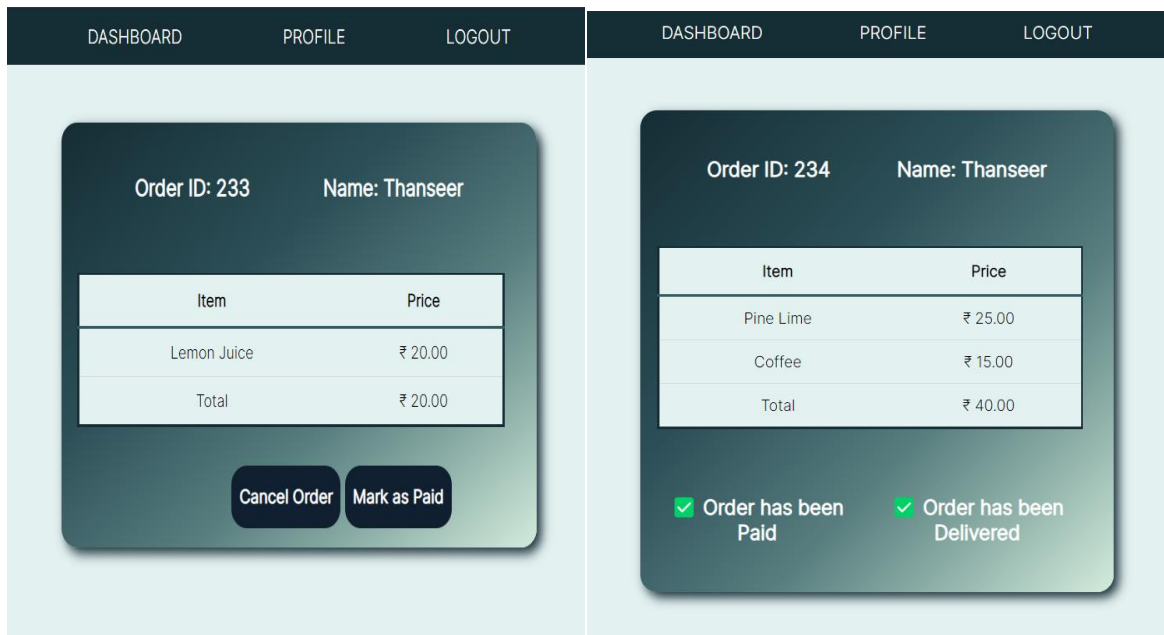 DASHBOARD PROFILE LOGOUT
Order ID: 233 Name: Thanseer
Item Price
Lemon Juice ₹ 20.00
Total ₹ 20.00
Cancel Order Mark as Paid
DASHBOARD PROFILE LOGOUT
Order ID: 234 Name: Thanseer
Item Price
Pine Lime ₹ 25.00
Coffee ₹ 15.00
Total ₹ 40.00
Order has been
Paid
Order has been
Delivered